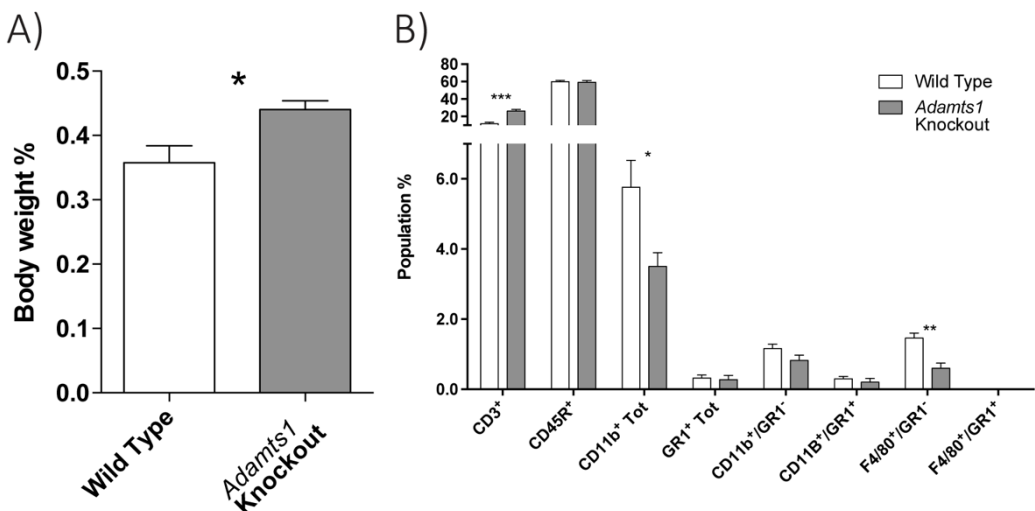 A)
Body weight %
0.5
0.4
0.3
0.2
0.1
0.0
*
Wild Type
Adamts1
Knockout
B)
Population %
80
60
40
20
6.0
4.0
2.0
0.0
***
*
**
Wild Type
Adamts1
Knockout
CD3⁺
CD45R⁺
CD11b⁺ Tot
GR1⁺ Tot
CD11b⁺/GR1⁻
CD11B⁺/GR1⁺
F4/80⁺/GR1⁻
F4/80⁺/GR1⁺